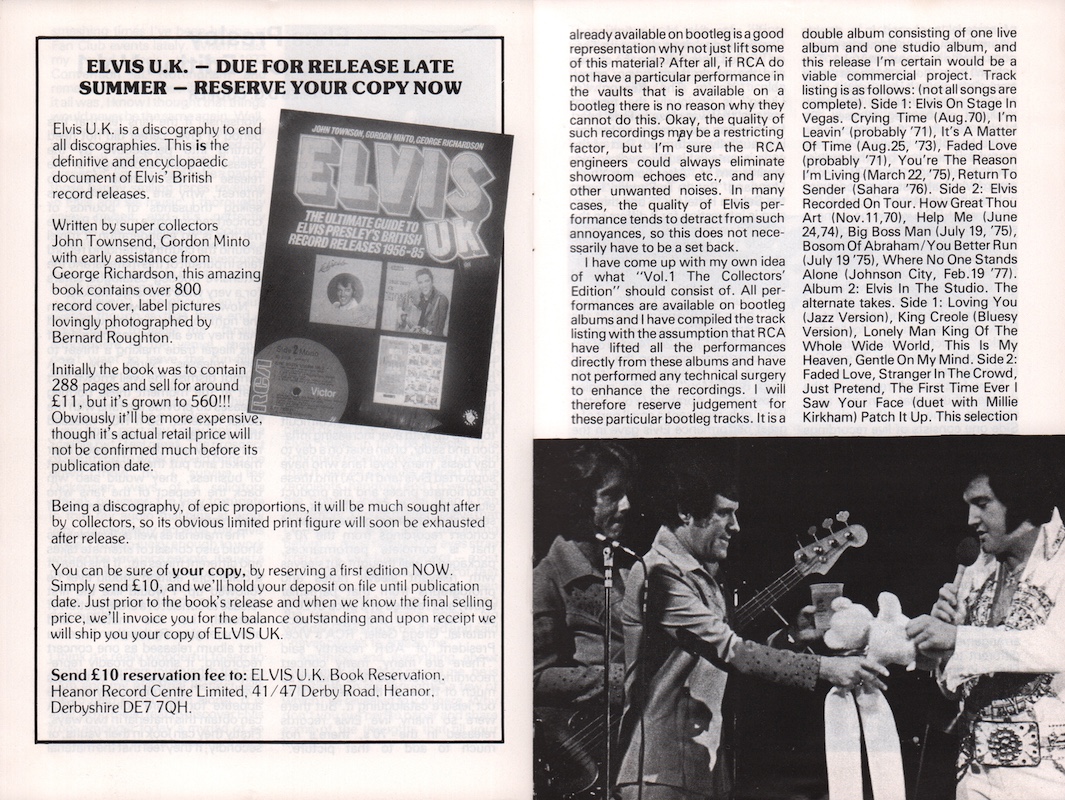 ELVIS U.K. — DUE FOR RELEASE LATE
SUMMER — RESERVE YOUR COPY NOW
Elvis U.K. is a discography to end
all discographies. This is the
definitive and encyclopaedic
document of Elvis' British
record releases.
Written by super collectors
John Townsend, Gordon Minto
with early assistance from
George Richardson, this amazing
book contains over 800
record cover, label pictures
lovingly photographed by
Bernard Roughton.
Initially the book was to contain
288 pages and sell for around
£11, but it's grown to 560!!!
Obviously it'll be more expensive,
though it's actual retail price will
not be confirmed much before its
publication date.
JOHN TOWNSON, GORDON MINTO, GEORGE RICHARDSON
ELVIS
UK
THE ULTIMATE GUIDE TO
ELVIS PRESLEY'S BRITISH
RECORD RELEASES 1956-85
Side 2
RCA
Victor
Being a discography, of epic proportions, it will be much sought after
by collectors, so its obvious limited print figure will soon be exhausted
after release.
You can be sure of your copy, by reserving a first edition NOW.
Simply send £10, and we'll hold your deposit on file until publication
date. Just prior to the book's release and when we know the final selling
price, we'll invoice you for the balance outstanding and upon receipt we
will ship you your copy of ELVIS UK.
Send £10 reservation fee to: ELVIS U.K. Book Reservation,
Heanor Record Centre Limited, 41/47 Derby Road, Heanor,
Derbyshire DE7 7QH.
already available on bootleg is a good
representation why not just lift some
of this material? After all, if RCA do
not have a particular performance in
the vaults that is available on a
bootleg there is no reason why they
cannot do this. Okay, the quality of
such recordings may be a restricting
factor, but I'm sure the RCA
engineers could always eliminate
showroom echoes etc., and any
other unwanted noises. In many
cases, the quality of Elvis per-
formance tends to detract from such
annoyances, so this does not nece-
ssarily have to be a set back.
I have come up with my own idea
of what "Vol.1 The Collectors'
Edition" should consist of. All per-
formances are available on bootleg
albums and I have compiled the track
listing with the assumption that RCA
have lifted all the performances
directly from these albums and have
not performed any technical surgery
to enhance the recordings. I will
therefore reserve judgement for
these particular bootleg tracks. It is a
double album consisting of one live
album and one studio album, and
this release I'm certain would be a
viable commercial project. Track
listing is as follows: (not all songs are
complete). Side 1: Elvis On Stage In
Vegas. Crying Time (Aug.70), I'm
Leavin' (probably '71), It's A Matter
Of Time (Aug.25, '73), Faded Love
(probably '71), You're The Reason
I'm Living (March 22, '75), Return To
Sender (Sahara '76). Side 2: Elvis
Recorded On Tour. How Great Thou
Art (Nov.11,70), Help Me (June
24,74), Big Boss Man (July 19, '75),
Bosom Of Abraham/You Better Run
(July 19 '75), Where No One Stands
Alone (Johnson City, Feb.19 '77).
Album 2: Elvis In The Studio. The
alternate takes. Side 1: Loving You
(Jazz Version), King Creole (Bluesy
Version), Lonely Man King Of The
Whole Wide World, This Is My
Heaven, Gentle On My Mind. Side 2:
Faded Love, Stranger In The Crowd,
Just Pretend, The First Time Ever I
Saw Your Face (duet with Millie
Kirkham) Patch It Up. This selection